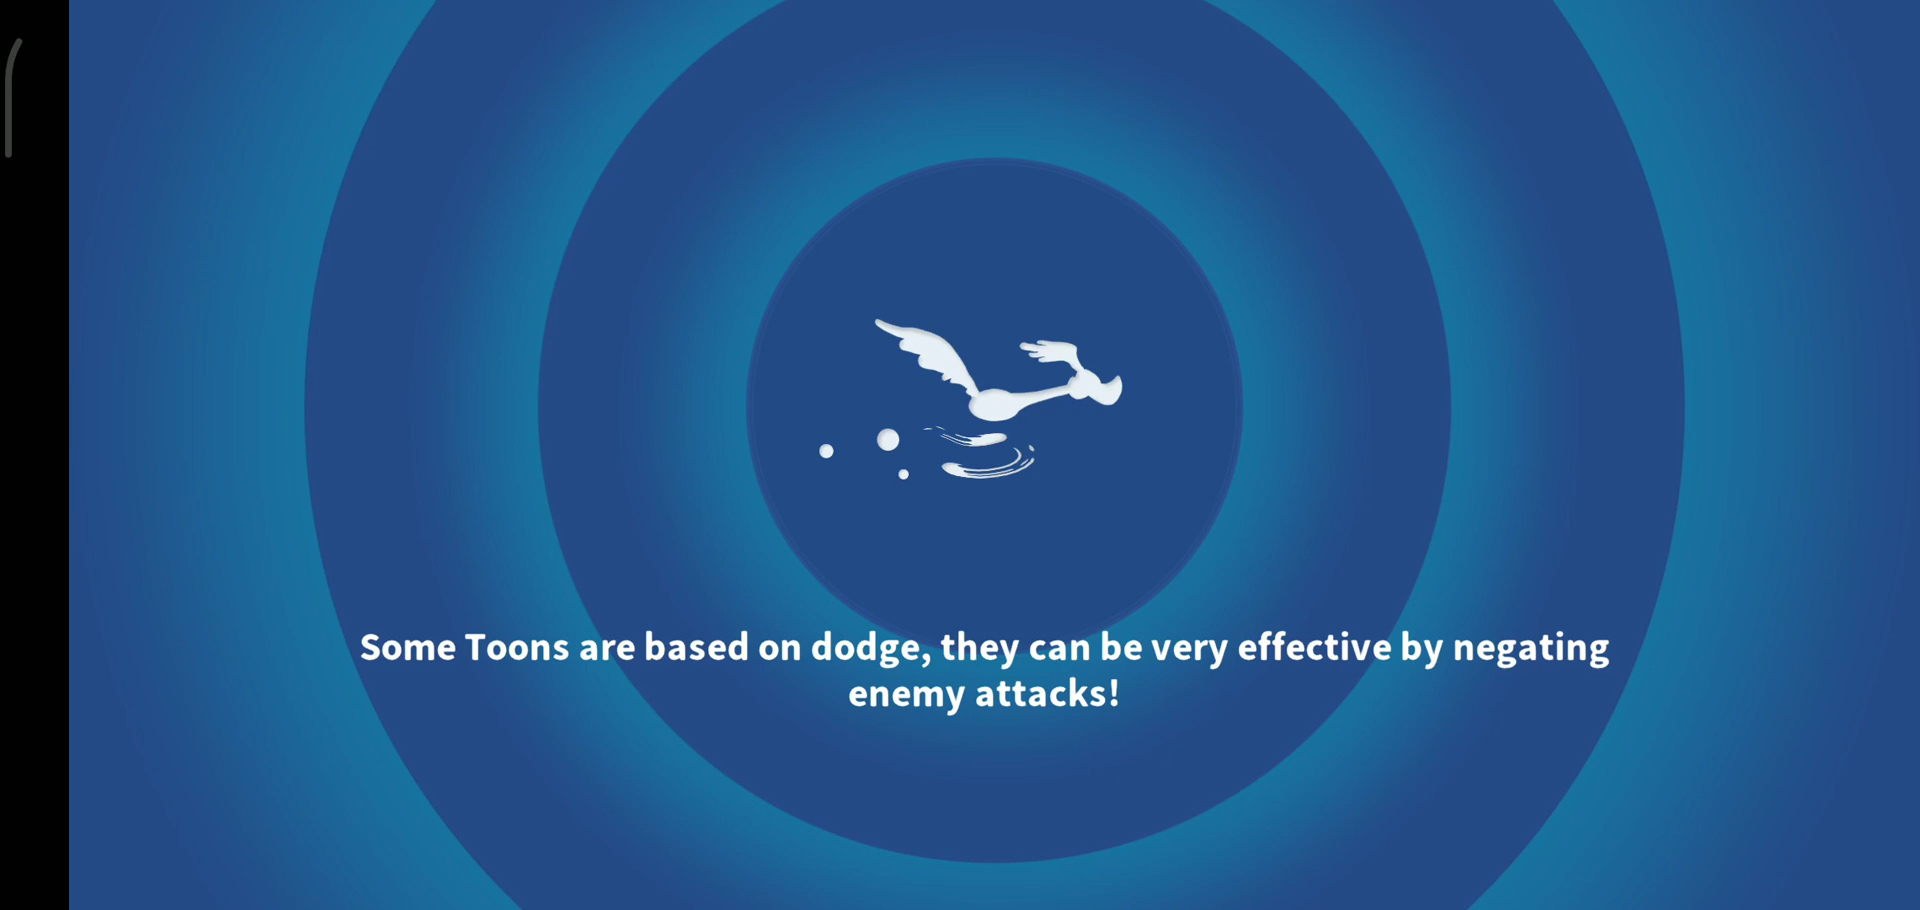 Some Toons are based on dodge, they can be very effective by negating
enemy attacks!